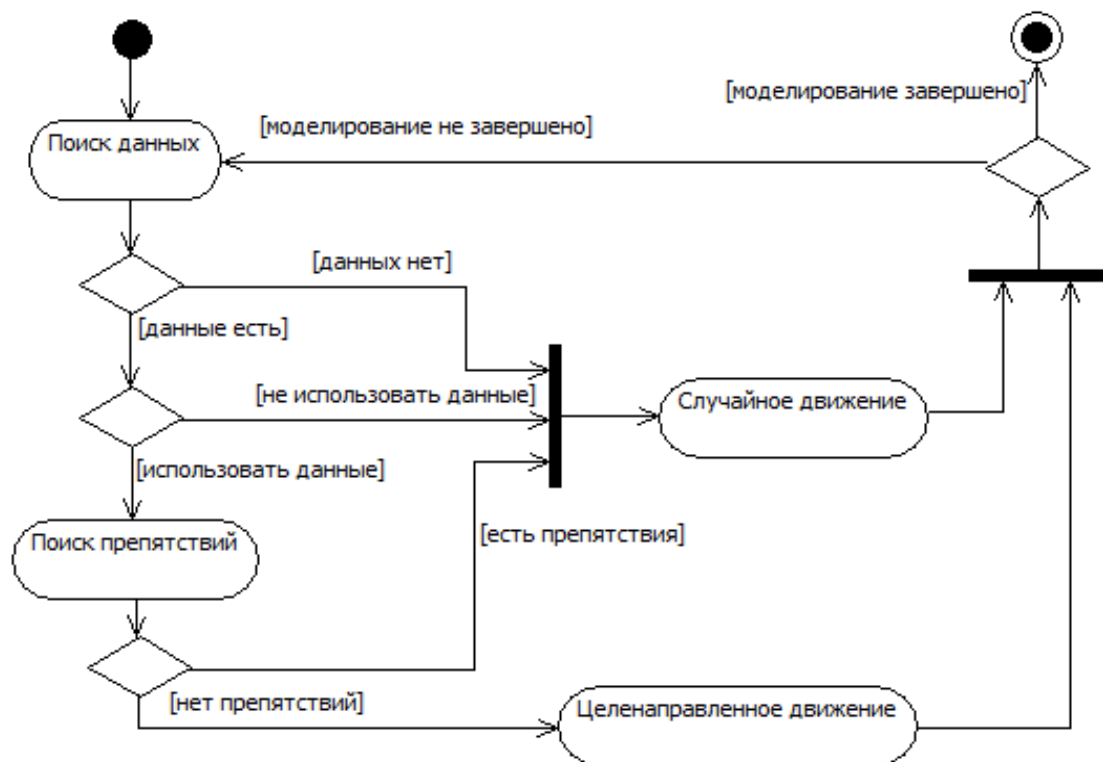 [моделирование завершено]
[моделирование не завершено]
Поиск данных
[данных нет]
[данные есть]
[не использовать данные]
Случайное движение
[использовать данные]
Поиск препятствий
[есть препятствия]
[нет препятствий]
Целенаправленное движение